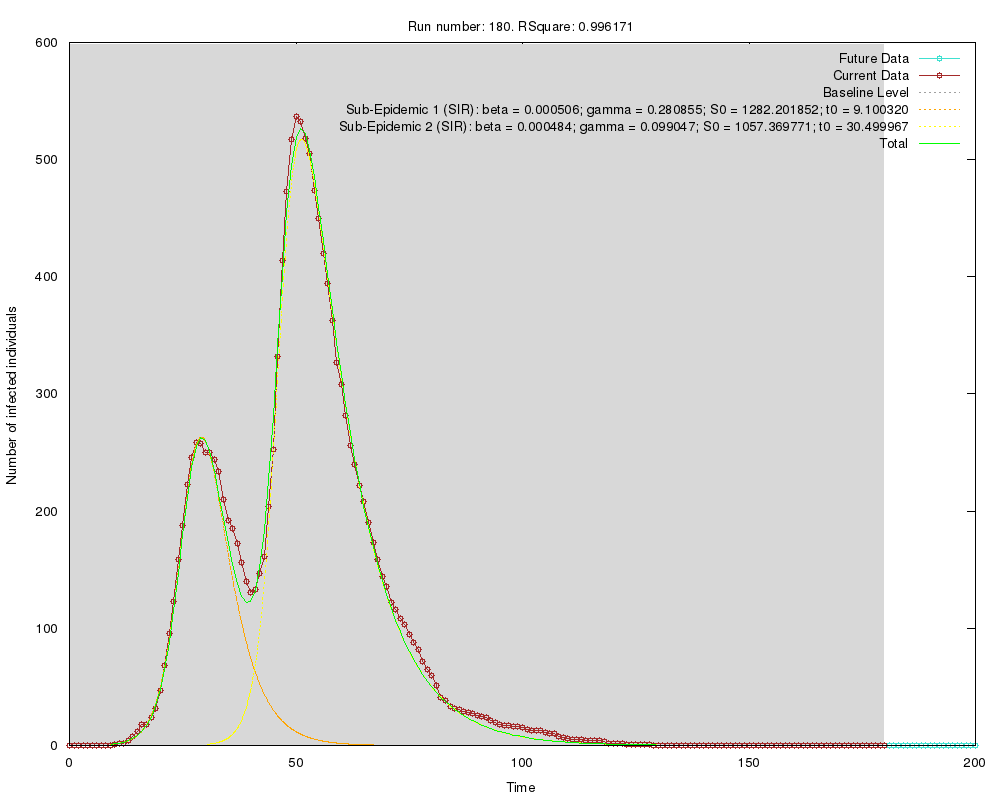 Run number: 180. RSquare: 0.996171
600
500
400
300
200
100
0
Number of infected individuals
Future Data
Current Data
Baseline Level
Sub-Epidemic 1 (SIR): beta = 0.000506; gamma = 0.280855; S0 = 1282.201852; t0 = 9.100320
Sub-Epidemic 2 (SIR): beta = 0.000484; gamma = 0.099047; S0 = 1057.369771; t0 = 30.499967
Total
0 50 100 150 200
Time